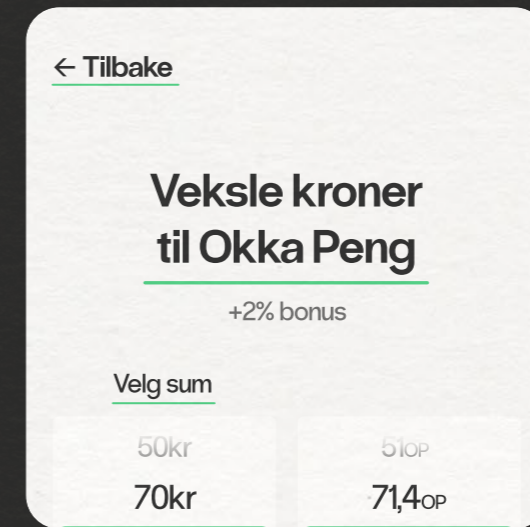 ← Tilbake
Veksle kroner
til Okka Peng
+2% bonus
Velg sum
50kr 51OP
70kr 71,4OP